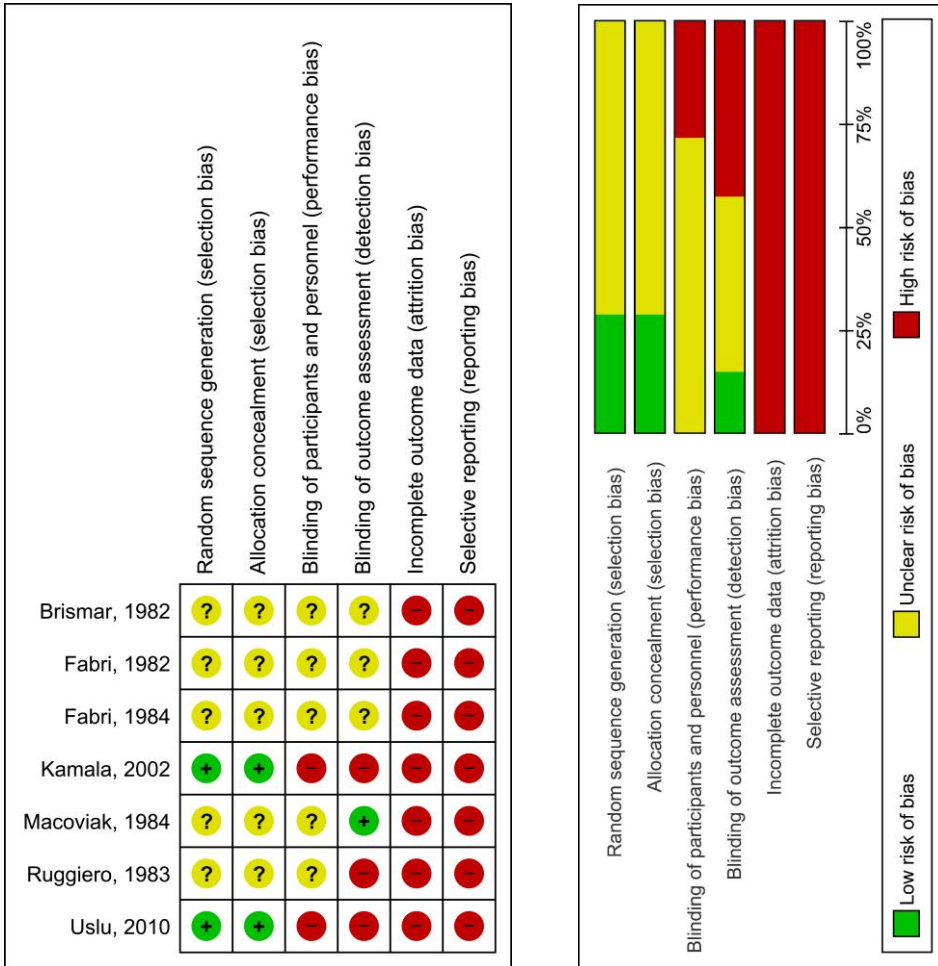 Random sequence generation (selection bias)
Allocation concealment (selection bias)
Blinding of participants and personnel (performance bias)
Blinding of outcome assessment (detection bias)
Incomplete outcome data (attrition bias)
Selective reporting (reporting bias)
Brismar, 1982 ? ? ? ? – –
Fabri, 1982 ? ? ? ? – –
Fabri, 1984 ? ? ? ? – –
Kamala, 2002 + + – – – –
Macoviak, 1984 ? ? ? + – –
Ruggiero, 1983 ? ? ? – – –
Uslu, 2010 + + – – – –
Random sequence generation (selection bias)
Allocation concealment (selection bias)
Blinding of participants and personnel (performance bias)
Blinding of outcome assessment (detection bias)
Incomplete outcome data (attrition bias)
Selective reporting (reporting bias)
0% 25% 50% 75% 100%
Low risk of bias
Unclear risk of bias
High risk of bias